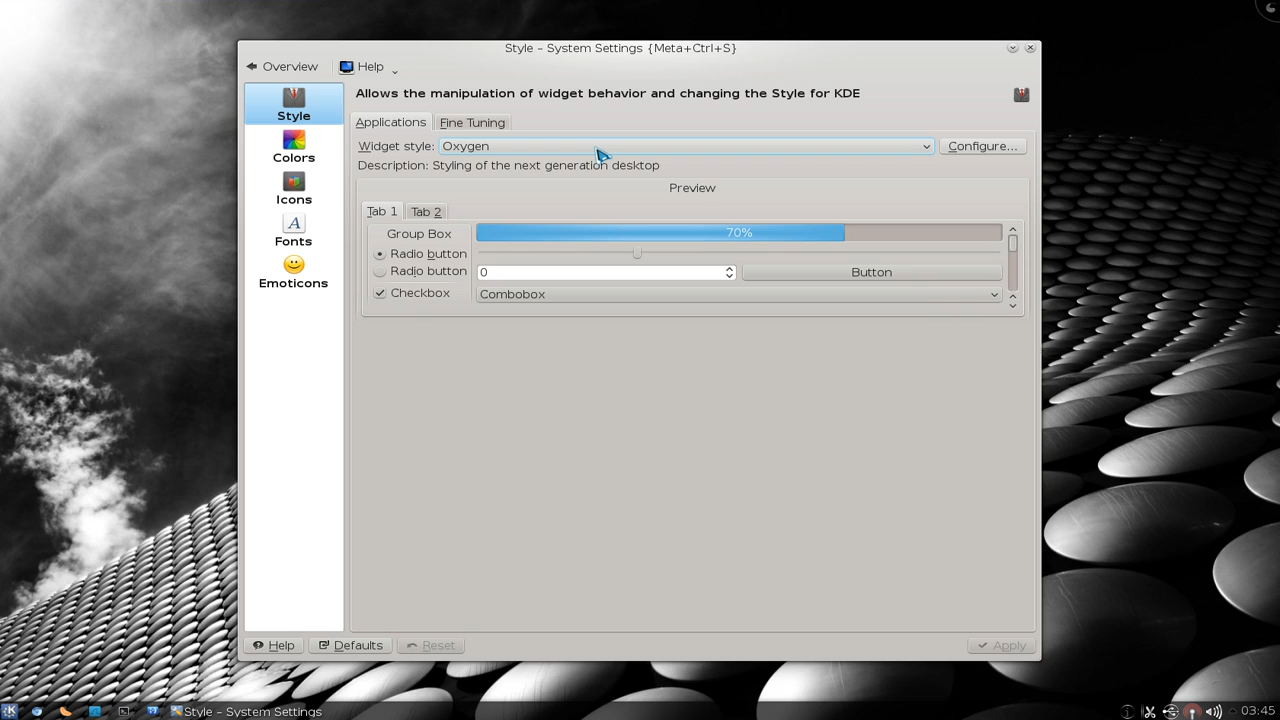 Style – System Settings {Meta+Ctrl+S}
Overview Help
Allows the manipulation of widget behavior and changing the Style for KDE
Style
Colors
Icons
Fonts
Emoticons
Applications Fine Tuning
Widget style: Oxygen Configure...
Description: Styling of the next generation desktop
Preview
Tab 1 Tab 2
Group Box 70%
Radio button
Radio button 0 Button
Checkbox Combobox
Help Defaults Reset Apply
Style – System Settings 03:45